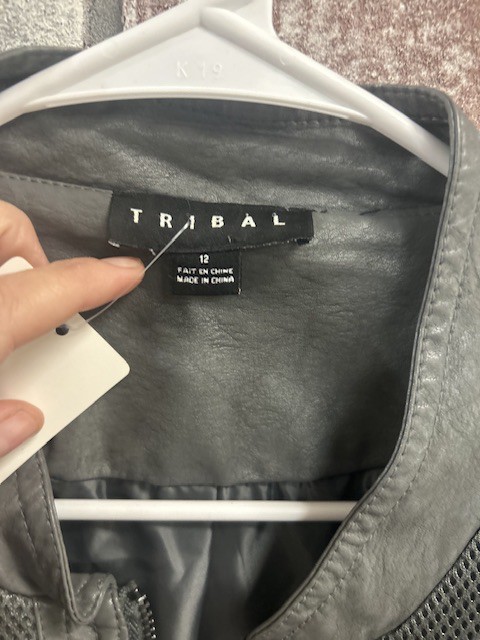 K 19
TRIBAL
12
FAIT EN CHINE
MADE IN CHINA